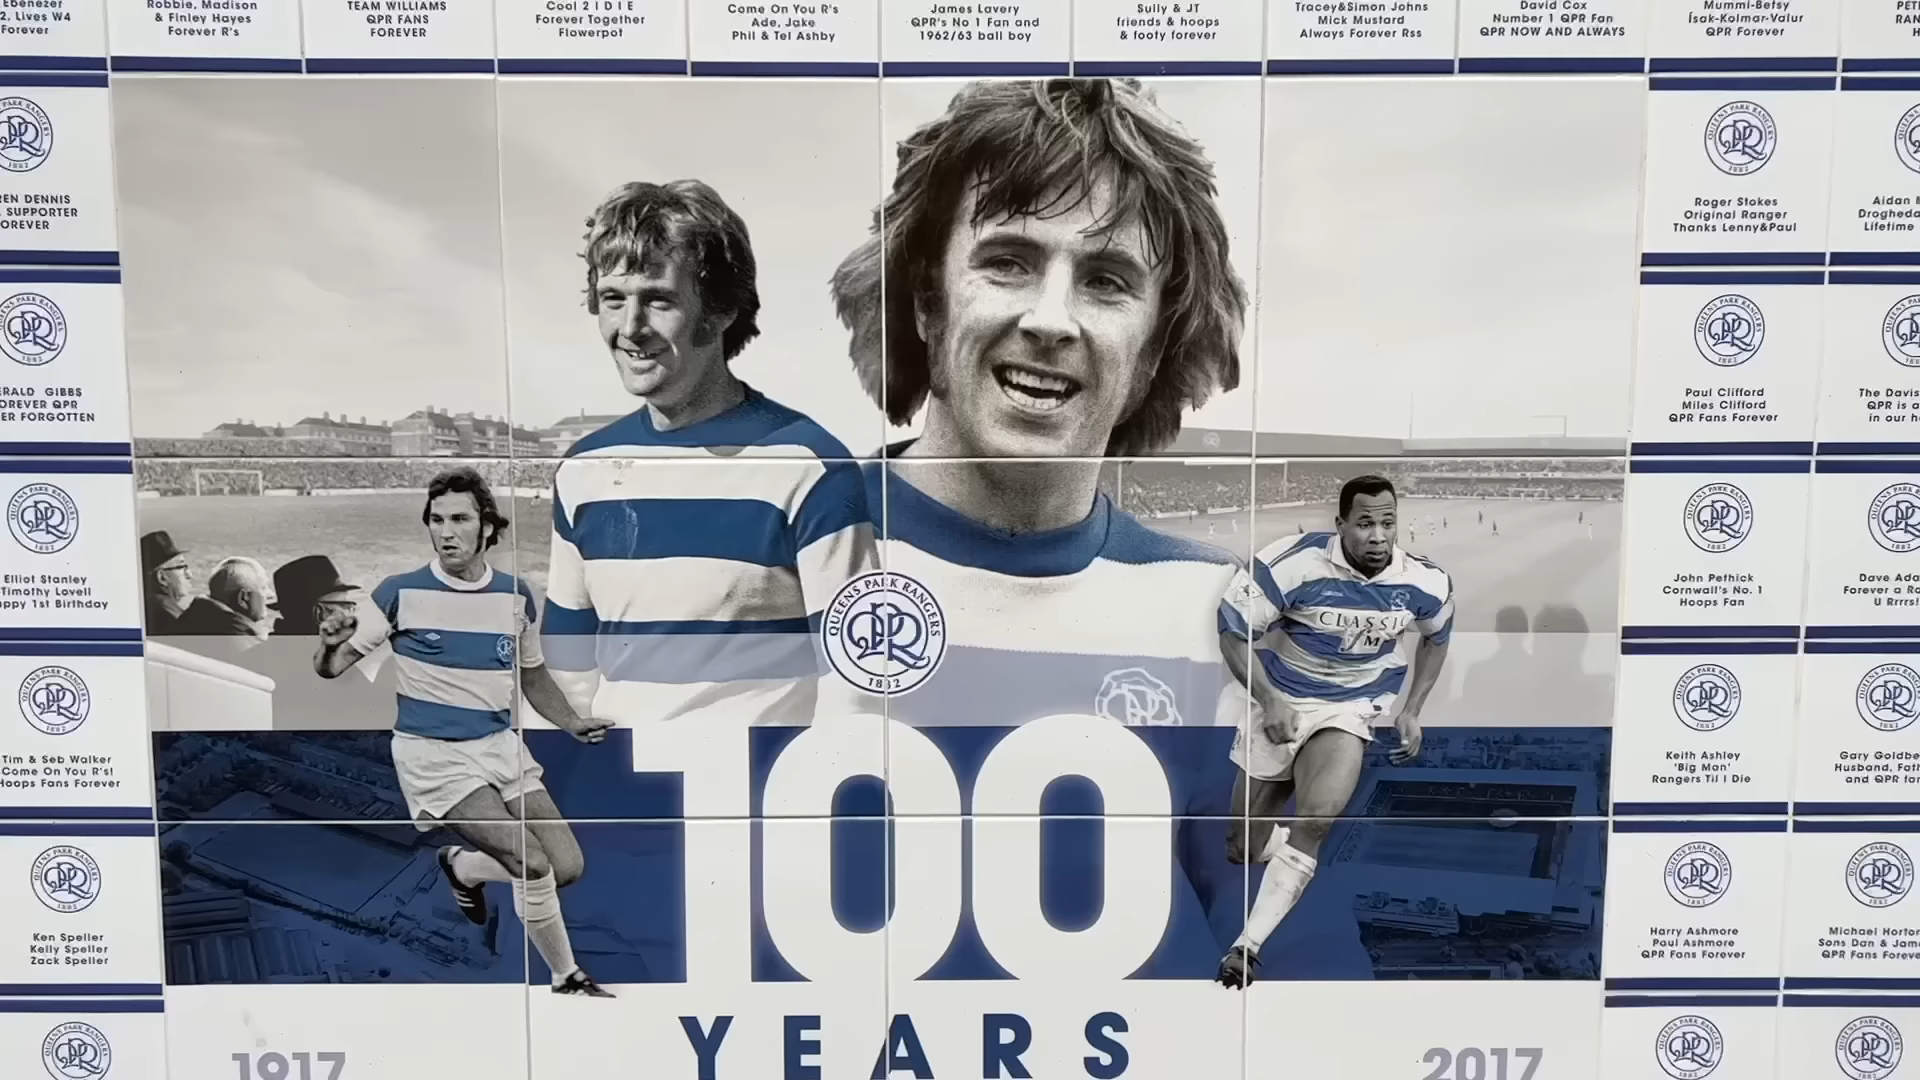 Ebenezer
2, Lives W4
Forever
Robbie, Madison
& Finley Hayes
Forever R's
TEAM WILLIAMS
QPR FANS
FOREVER
Cool 2 I D I E
Forever Together
Flowerpot
Come On You R's
Ade, Jake
Phil & Tel Ashby
James Lavery
QPR's No 1 Fan and
1962/63 ball boy
Sully & JT
friends & hoops
& footy forever
Tracey&Simon Johns
Mick Mustard
Always Forever Rss
David Cox
Number 1 QPR Fan
QPR NOW AND ALWAYS
Mummi-Betsy
Ísak-Kolmar-Valur
QPR Forever
REN DENNIS
SUPPORTER
OREVER
ERALD GIBBS
OREVER QPR
ER FORGOTTEN
Elliot Stanley
Timothy Lovell
ppy 1st Birthday
Tim & Seb Walker
Come On You R's!
Hoops Fans Forever
Ken Speller
Kelly Speller
Zack Speller
QUEENS PARK RANGERS
QPR
1882
CLASSIC
FM
100
YEARS
1917
2017
Roger Stokes
Original Ranger
Thanks Lenny&Paul
Aidan
Drogheda
Lifetime
Paul Clifford
Miles Clifford
QPR Fans Forever
The Davis
QPR is a
in our h
John Pethick
Cornwall's No. 1
Hoops Fan
Dave Ada
Forever a Ra
U Rrrrs!
Keith Ashley
'Big Man'
Rangers Til I Die
Gary Goldbe
Husband, Fath
and QPR fan
Harry Ashmore
Paul Ashmore
QPR Fans Forever
Michael Horton
Sons Dan & Jame
QPR Fans Foreve